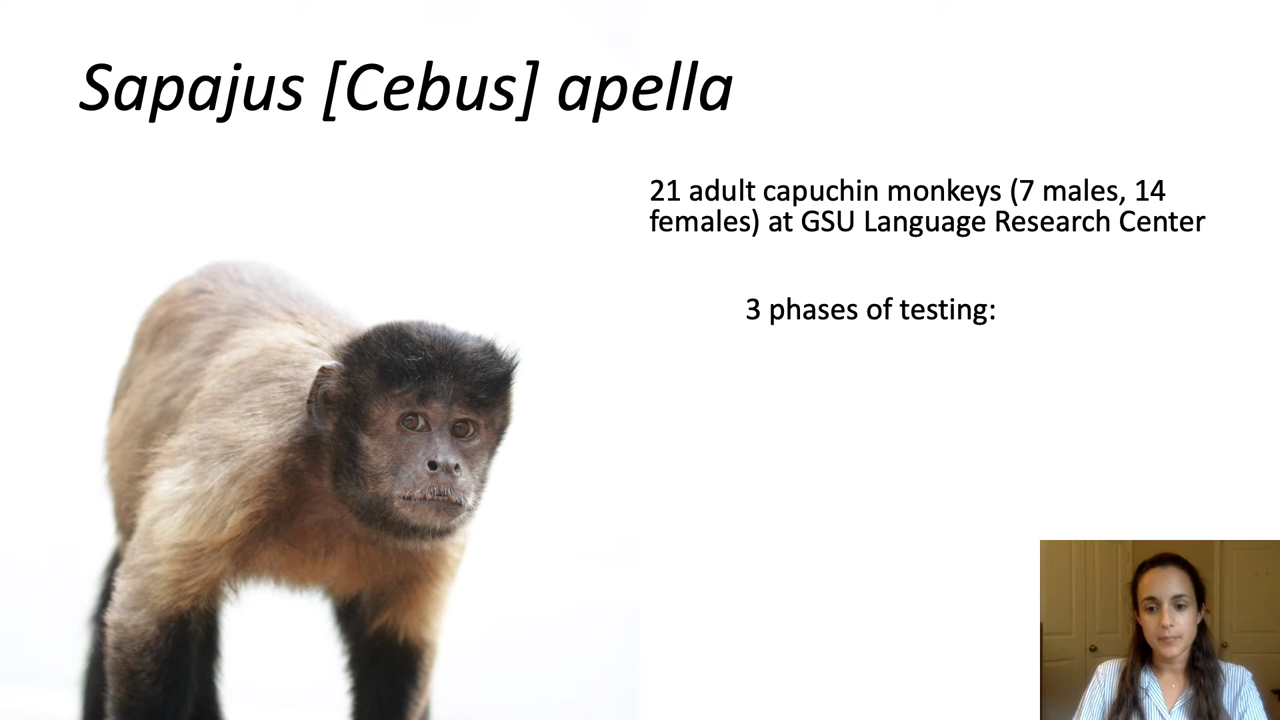 Sapajus [Cebus] apella
21 adult capuchin monkeys (7 males, 14
females) at GSU Language Research Center
3 phases of testing: